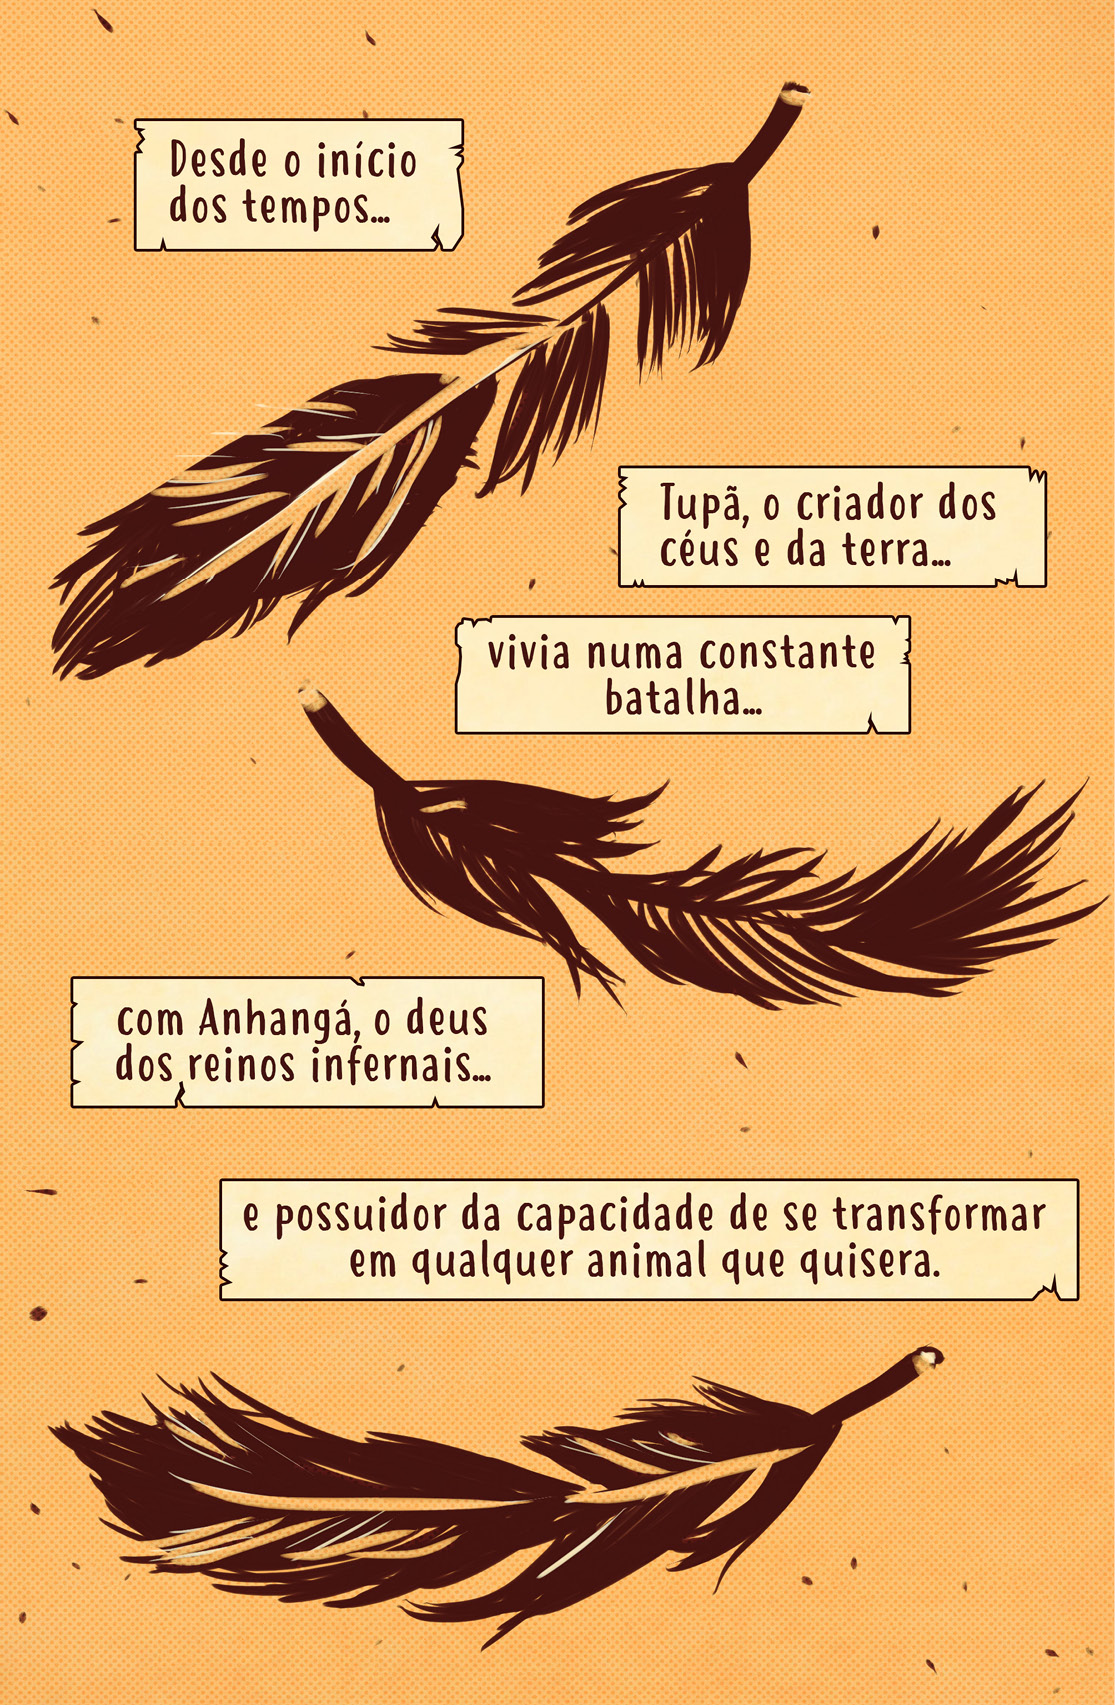 Desde o início
dos tempos...
Tupã, o criador dos
céus e da terra...
vivia numa constante
batalha...
com Anhangá, o deus
dos reinos infernais...
e possuidor da capacidade de se transformar
em qualquer animal que quisera.